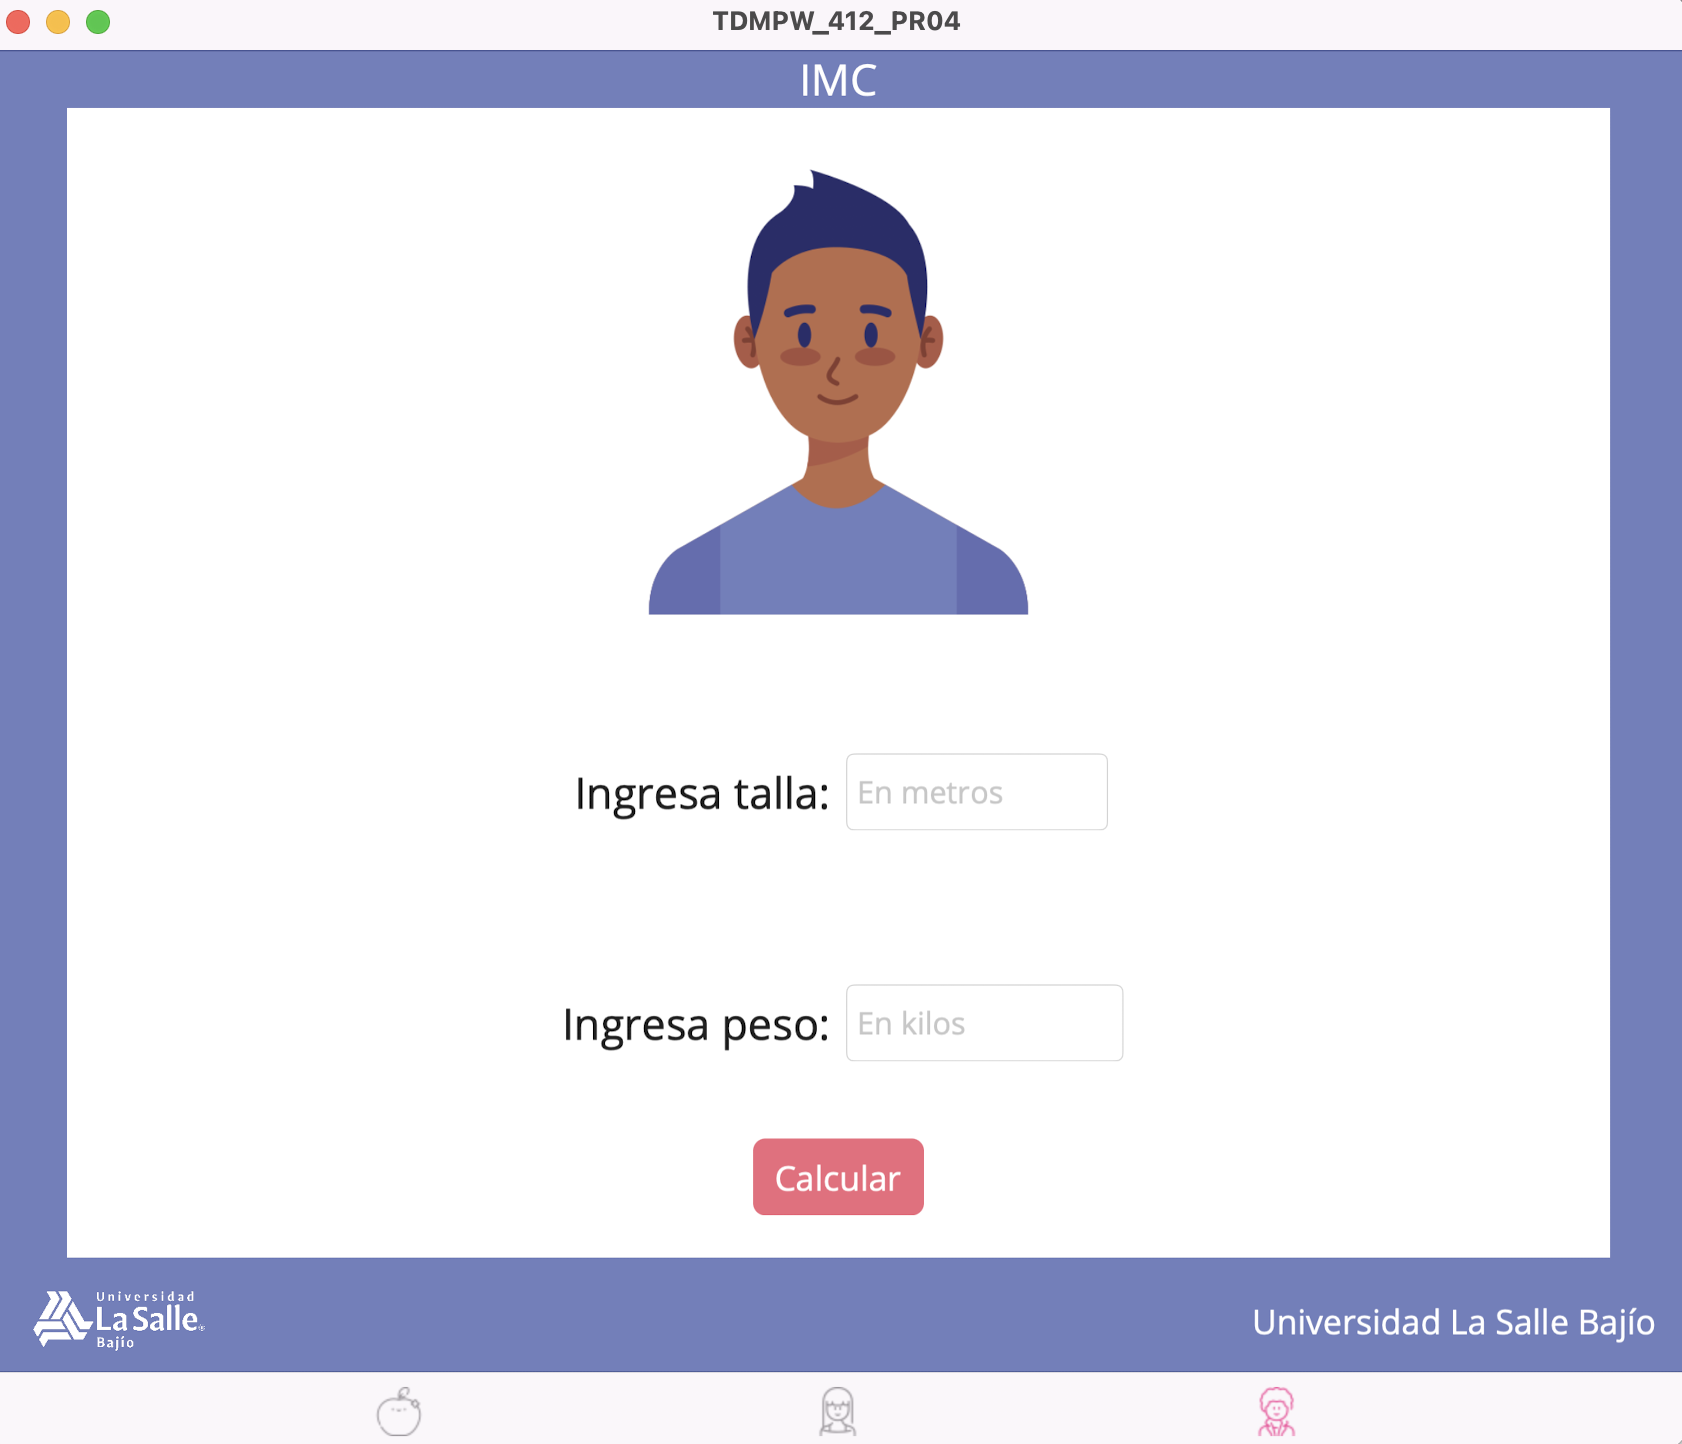 TDMPW_412_PR04
IMC
Ingresa talla: En metros
Ingresa peso: En kilos
Calcular
Universidad
La Salle
Bajío
Universidad La Salle Bajío